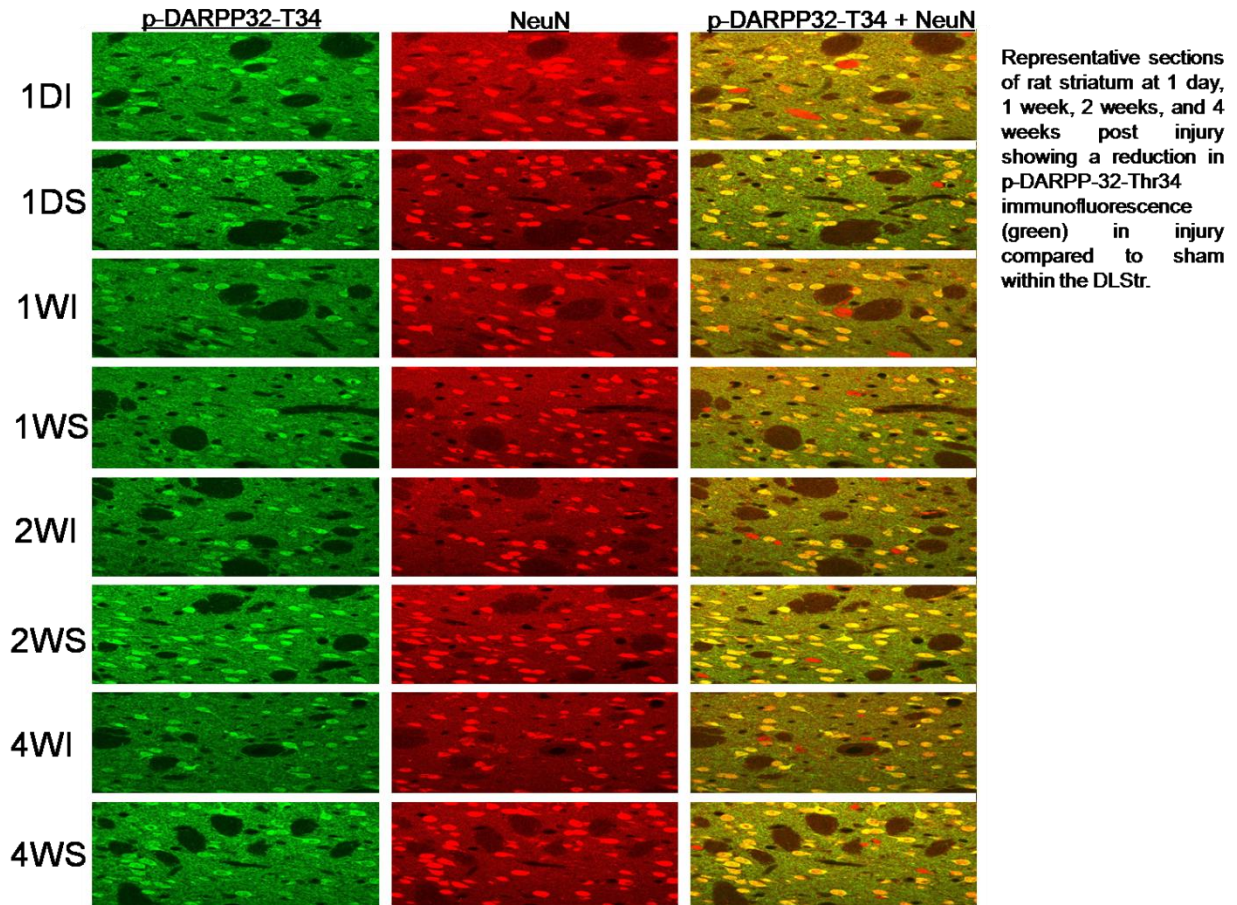 p-DARPP32-T34
NeuN
p-DARPP32-T34 + NeuN
1DI
1DS
1WI
1WS
2WI
2WS
4WI
4WS
Representative sections
of rat striatum at 1 day,
1 week, 2 weeks, and 4
weeks post injury
showing a reduction in
p-DARPP-32-Thr34
immunofluorescence
(green) in injury
compared to sham
within the DLStr.